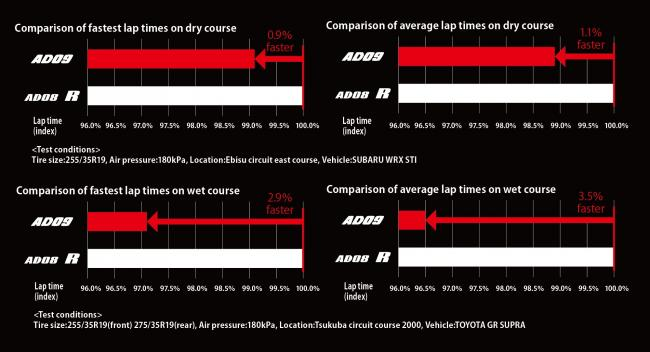 Comparison of fastest lap times on dry course
0.9%
faster
AD09
AD08 R
Lap time
(index)
96.0% 96.5% 97.0% 97.5% 98.0% 98.5% 99.0% 99.5% 100.0%
Comparison of average lap times on dry course
1.1%
faster
AD09
AD08 R
Lap time
(index)
96.0% 96.5% 97.0% 97.5% 98.0% 98.5% 99.0% 99.5% 100.0%
<Test conditions>
Tire size:255/35R19, Air pressure:180kPa, Location:Ebisu circuit east course, Vehicle:SUBARU WRX STI
Comparison of fastest lap times on wet course
2.9%
faster
AD09
AD08 R
Lap time
(index)
96.0% 96.5% 97.0% 97.5% 98.0% 98.5% 99.0% 99.5% 100.0%
Comparison of average lap times on wet course
3.5%
faster
AD09
AD08 R
Lap time
(index)
96.0% 96.5% 97.0% 97.5% 98.0% 98.5% 99.0% 99.5% 100.0%
<Test conditions>
Tire size:255/35R19(front) 275/35R19(rear), Air pressure:180kPa, Location:Tsukuba circuit course 2000, Vehicle:TOYOTA GR SUPRA